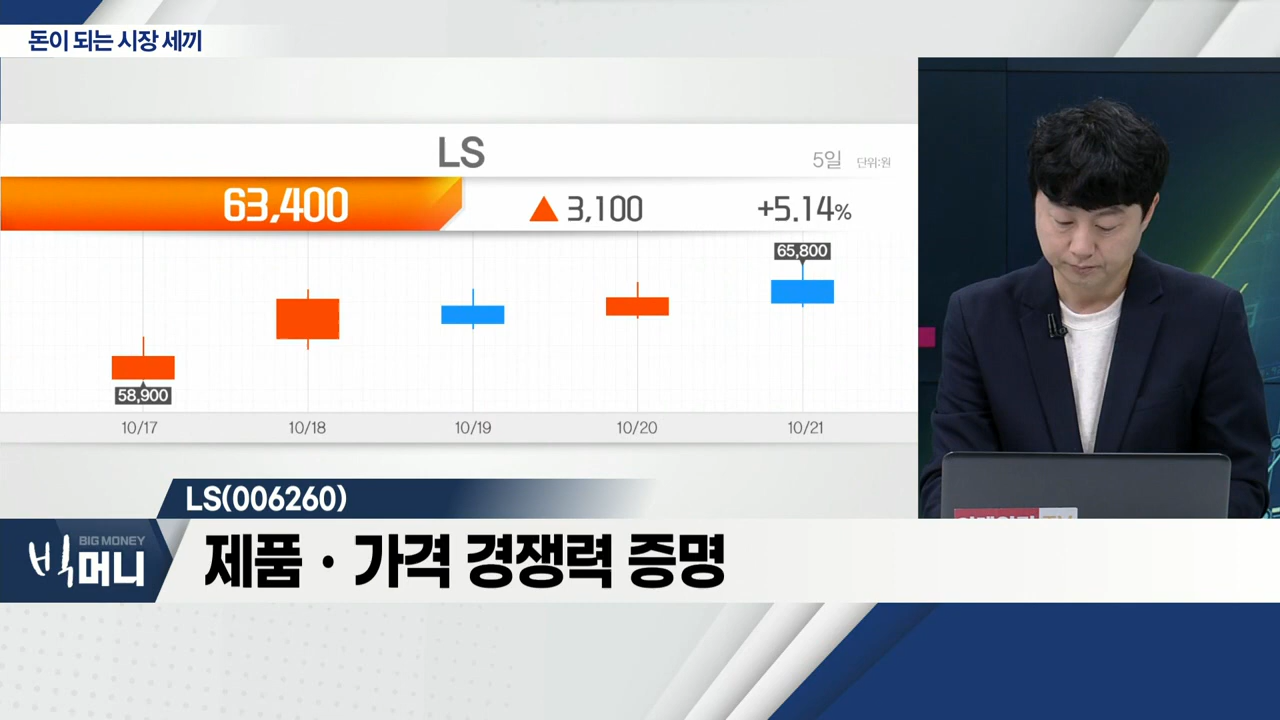 돈이 되는 시장 세끼
LS
5일 단위:원
63,400 ▲ 3,100 +5.14%
65,800
58,900
10/17 10/18 10/19 10/20 10/21
LS(006260)
BIG MONEY
빅머니
제품·가격 경쟁력 증명